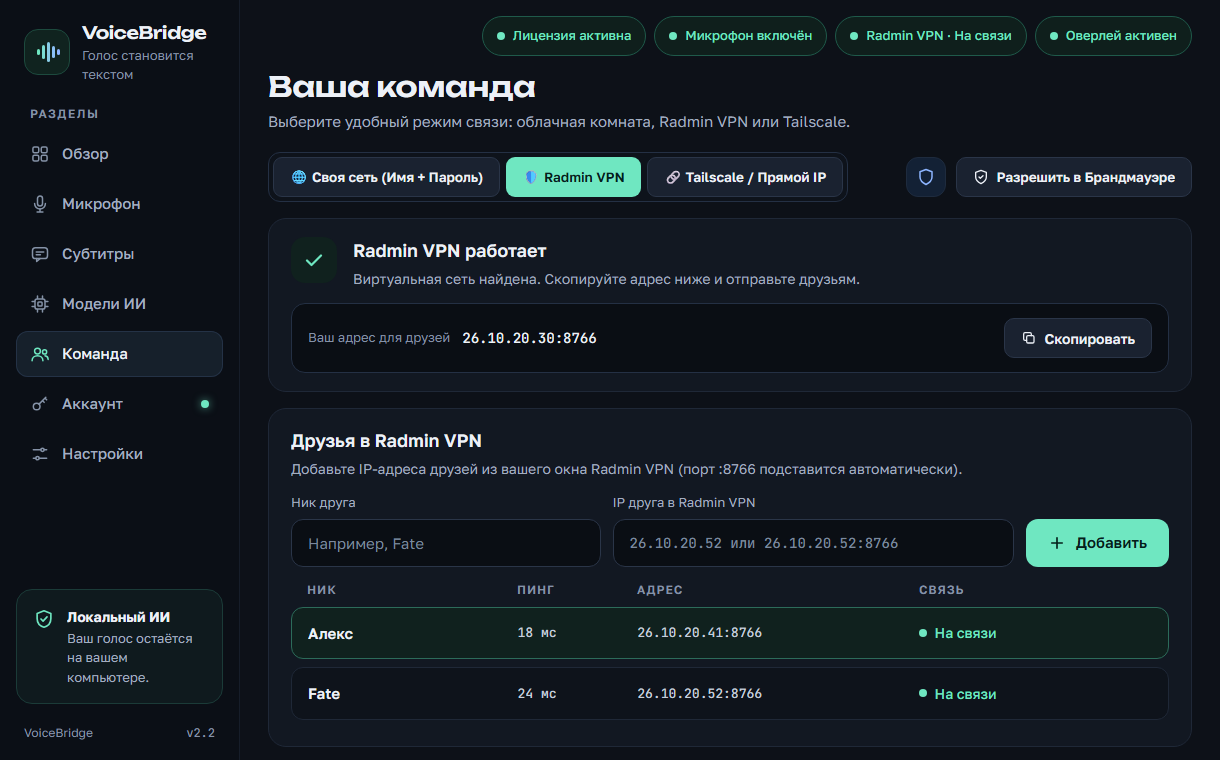 VoiceBridge
Голос становится
текстом
РАЗДЕЛЫ
Обзор
Микрофон
Субтитры
Модели ИИ
Команда
Аккаунт
Настройки
Локальный ИИ
Ваш голос остаётся
на вашем
компьютере.
VoiceBridge v2.2
Лицензия активна Микрофон включён Radmin VPN · На связи Оверлей активен
Ваша команда
Выберите удобный режим связи: облачная комната, Radmin VPN или Tailscale.
Своя сеть (Имя + Пароль) Radmin VPN Tailscale / Прямой IP Разрешить в Брандмауэре
Radmin VPN работает
Виртуальная сеть найдена. Скопируйте адрес ниже и отправьте друзьям.
Ваш адрес для друзей 26.10.20.30:8766 Скопировать
Друзья в Radmin VPN
Добавьте IP-адреса друзей из вашего окна Radmin VPN (порт :8766 подставится автоматически).
Ник друга IP друга в Radmin VPN
Например, Fate 26.10.20.52 или 26.10.20.52:8766 + Добавить
НИК ПИНГ АДРЕС СВЯЗЬ
Алекс 18 мс 26.10.20.41:8766 На связи
Fate 24 мс 26.10.20.52:8766 На связи